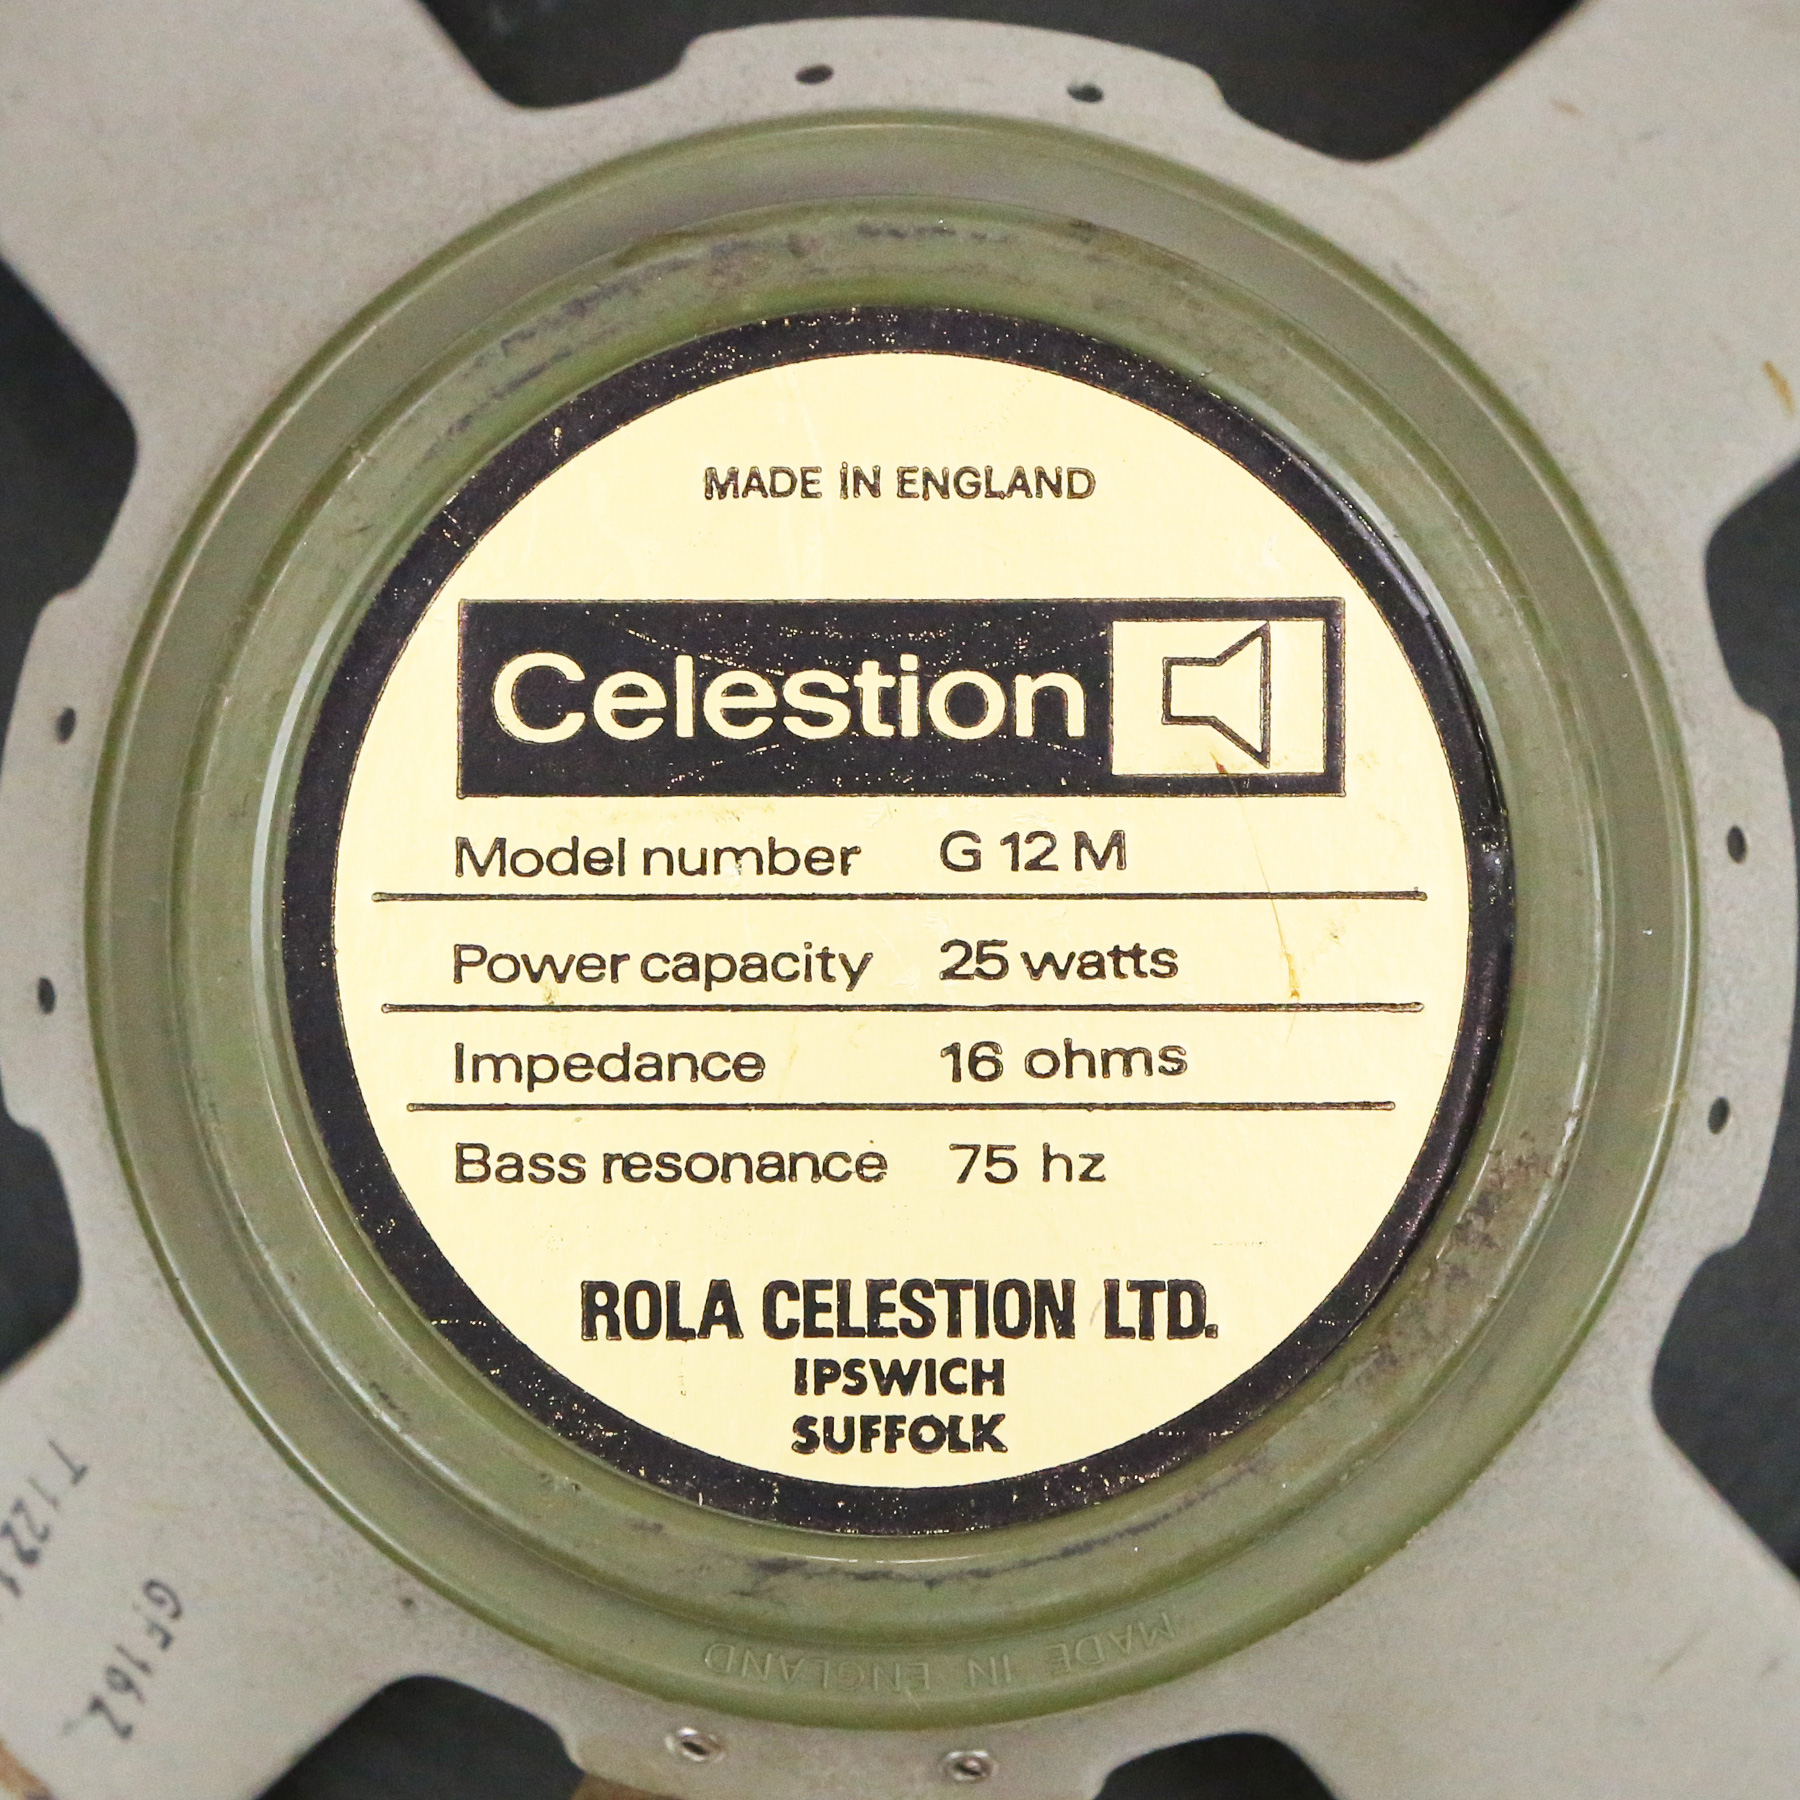 MADE IN ENGLAND
Celestion
Model number G 12 M
Power capacity 25 watts
Impedance 16 ohms
Bass resonance 75 hz
ROLA CELESTION LTD.
IPSWICH
SUFFOLK
GF162
MADE IN ENGLAND